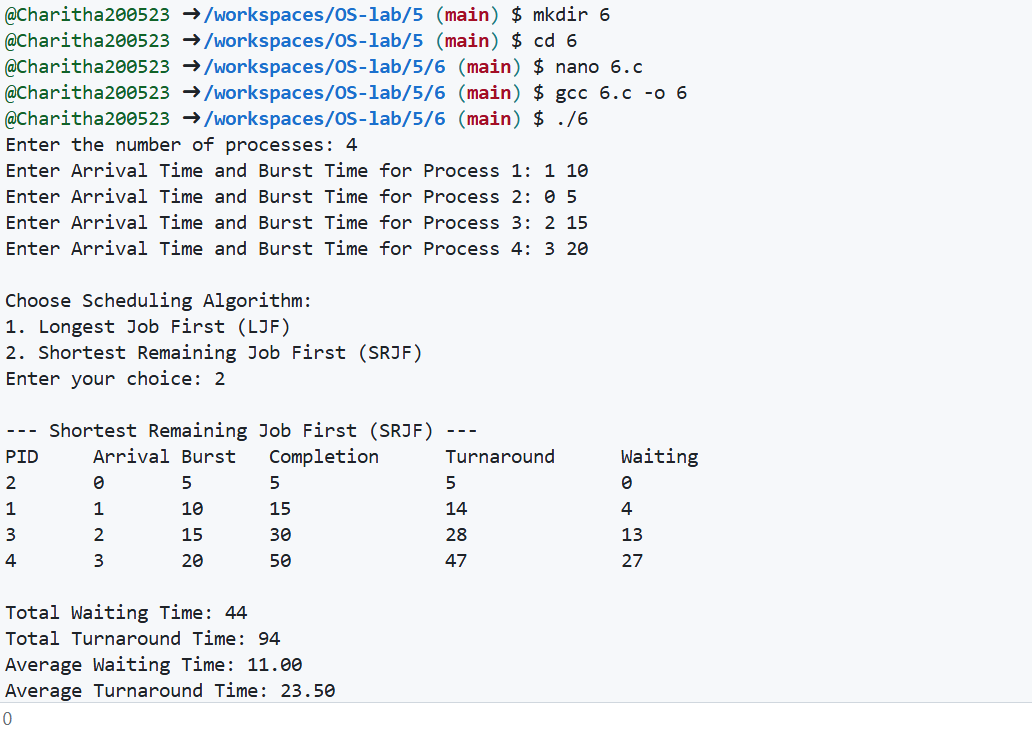 @Charitha200523 →/workspaces/OS-lab/5 (main) $ mkdir 6
@Charitha200523 →/workspaces/OS-lab/5 (main) $ cd 6
@Charitha200523 →/workspaces/OS-lab/5/6 (main) $ nano 6.c
@Charitha200523 →/workspaces/OS-lab/5/6 (main) $ gcc 6.c -o 6
@Charitha200523 →/workspaces/OS-lab/5/6 (main) $ ./6
Enter the number of processes: 4
Enter Arrival Time and Burst Time for Process 1: 1 10
Enter Arrival Time and Burst Time for Process 2: 0 5
Enter Arrival Time and Burst Time for Process 3: 2 15
Enter Arrival Time and Burst Time for Process 4: 3 20

Choose Scheduling Algorithm:
1. Longest Job First (LJF)
2. Shortest Remaining Job First (SRJF)
Enter your choice: 2

--- Shortest Remaining Job First (SRJF) ---
PID     Arrival Burst   Completion      Turnaround      Waiting
2       0       5       5               5               0
1       1       10      15              14              4
3       2       15      30              28              13
4       3       20      50              47              27

Total Waiting Time: 44
Total Turnaround Time: 94
Average Waiting Time: 11.00
Average Turnaround Time: 23.50
0